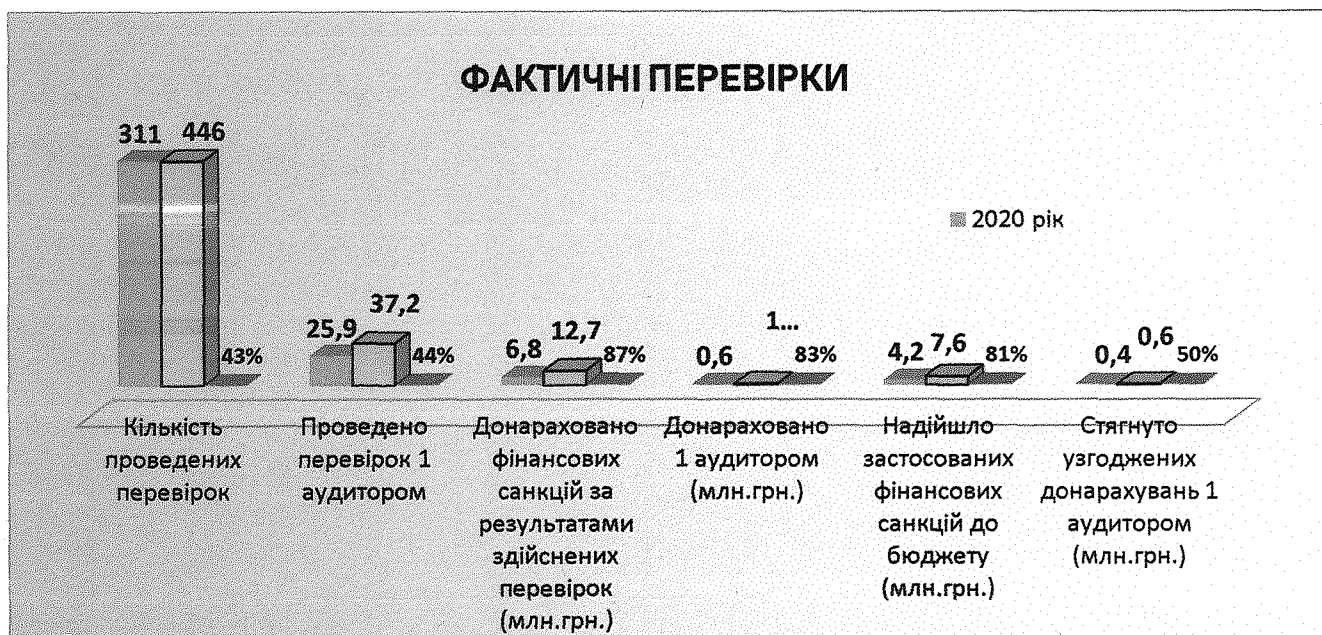 ФАКТИЧНІ ПЕРЕВІРКИ
311 446
43%
25,9 37,2
44%
6,8 12,7
87%
0,6 1...
83%
4,2 7,6
81%
0,4 0,6
50%
2020 рік
Кількість
проведених
перевірок
Проведено
перевірок 1
аудитором
Донараховано
фінансових
санкцій за
результатами
здійснених
перевірок
(млн.грн.)
Донараховано
1 аудитором
(млн.грн.)
Надійшло
застосованих
фінансових
санкцій до
бюджету
(млн.грн.)
Стягнуто
узгоджених
донарахувань 1
аудитором
(млн.грн.)